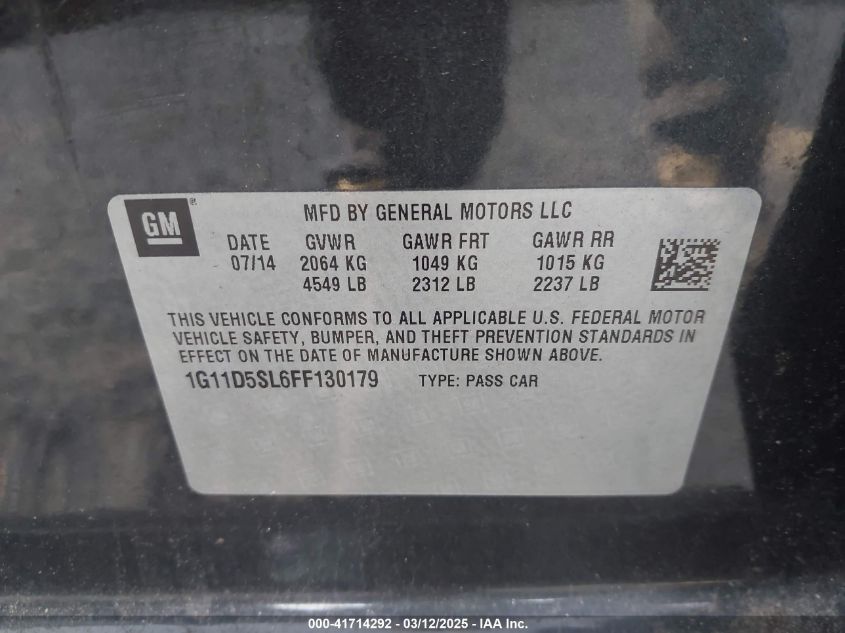 GM ®
MFD BY GENERAL MOTORS LLC
DATE GVWR GAWR FRT GAWR RR
07/14 2064 KG 1049 KG 1015 KG
4549 LB 2312 LB 2237 LB
THIS VEHICLE CONFORMS TO ALL APPLICABLE U.S. FEDERAL MOTOR
VEHICLE SAFETY, BUMPER, AND THEFT PREVENTION STANDARDS IN
EFFECT ON THE DATE OF MANUFACTURE SHOWN ABOVE.
1G11D5SL6FF130179 TYPE: PASS CAR
000-41714292 - 03/12/2025 - IAA Inc.